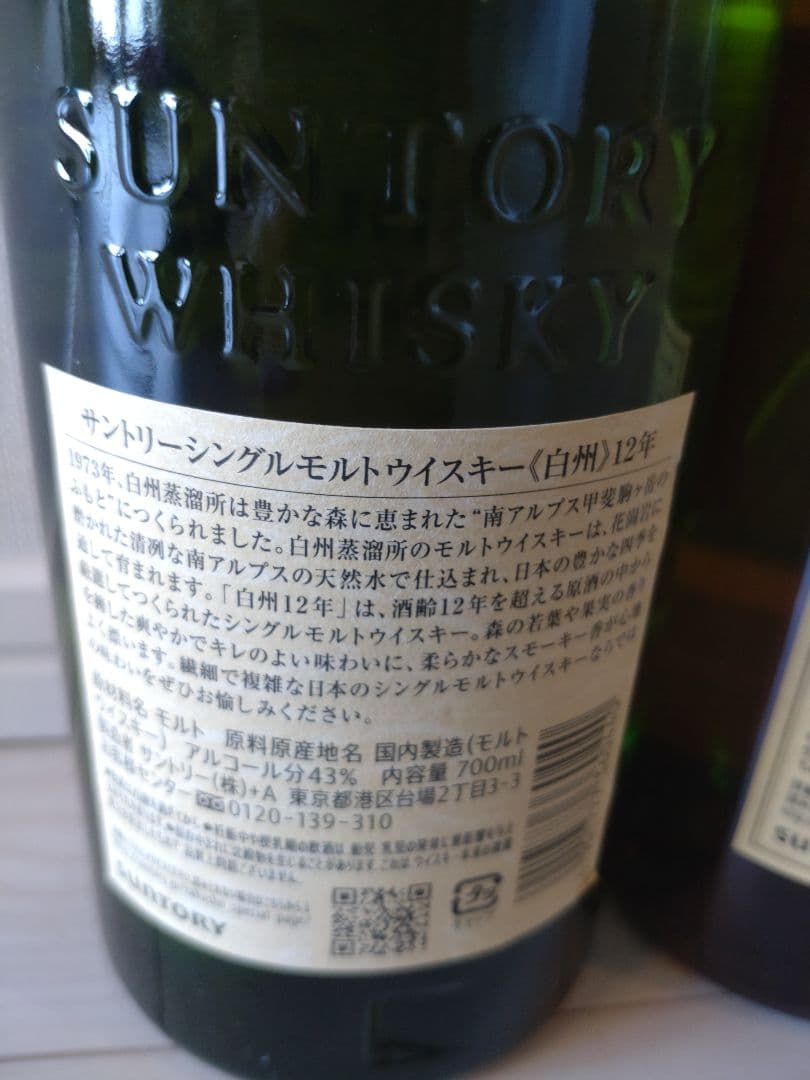 SUNTORY
WHISKY
サントリーシングルモルトウイスキー《白州》12年
1973年、白州蒸溜所は豊かな森に恵まれた“南アルプス甲斐駒ヶ岳の
ふもと”につくられました。白州蒸溜所のモルトウイスキーは、花崗岩に
磨かれた清冽な南アルプスの天然水で仕込まれ、日本の豊かな四季を
通して育まれます。「白州12年」は、酒齢12年を超える原酒の中から
厳選してつくられたシングルモルトウイスキー。森の若葉や果実の香り
を纏した爽やかでキレのよい味わいに、柔らかなスモーキー香が心地
よく漂います。繊細で複雑な日本のシングルモルトウイスキーならでは
の味わいをぜひお愉しみください。
原材料名 モルト 原料原産地名 国内製造(モルト
ウイスキー) アルコール分43% 内容量 700ml
製造者 サントリー(株)+A 東京都港区台場2丁目3-3
お客様センター 0120-139-310
SUNTORY